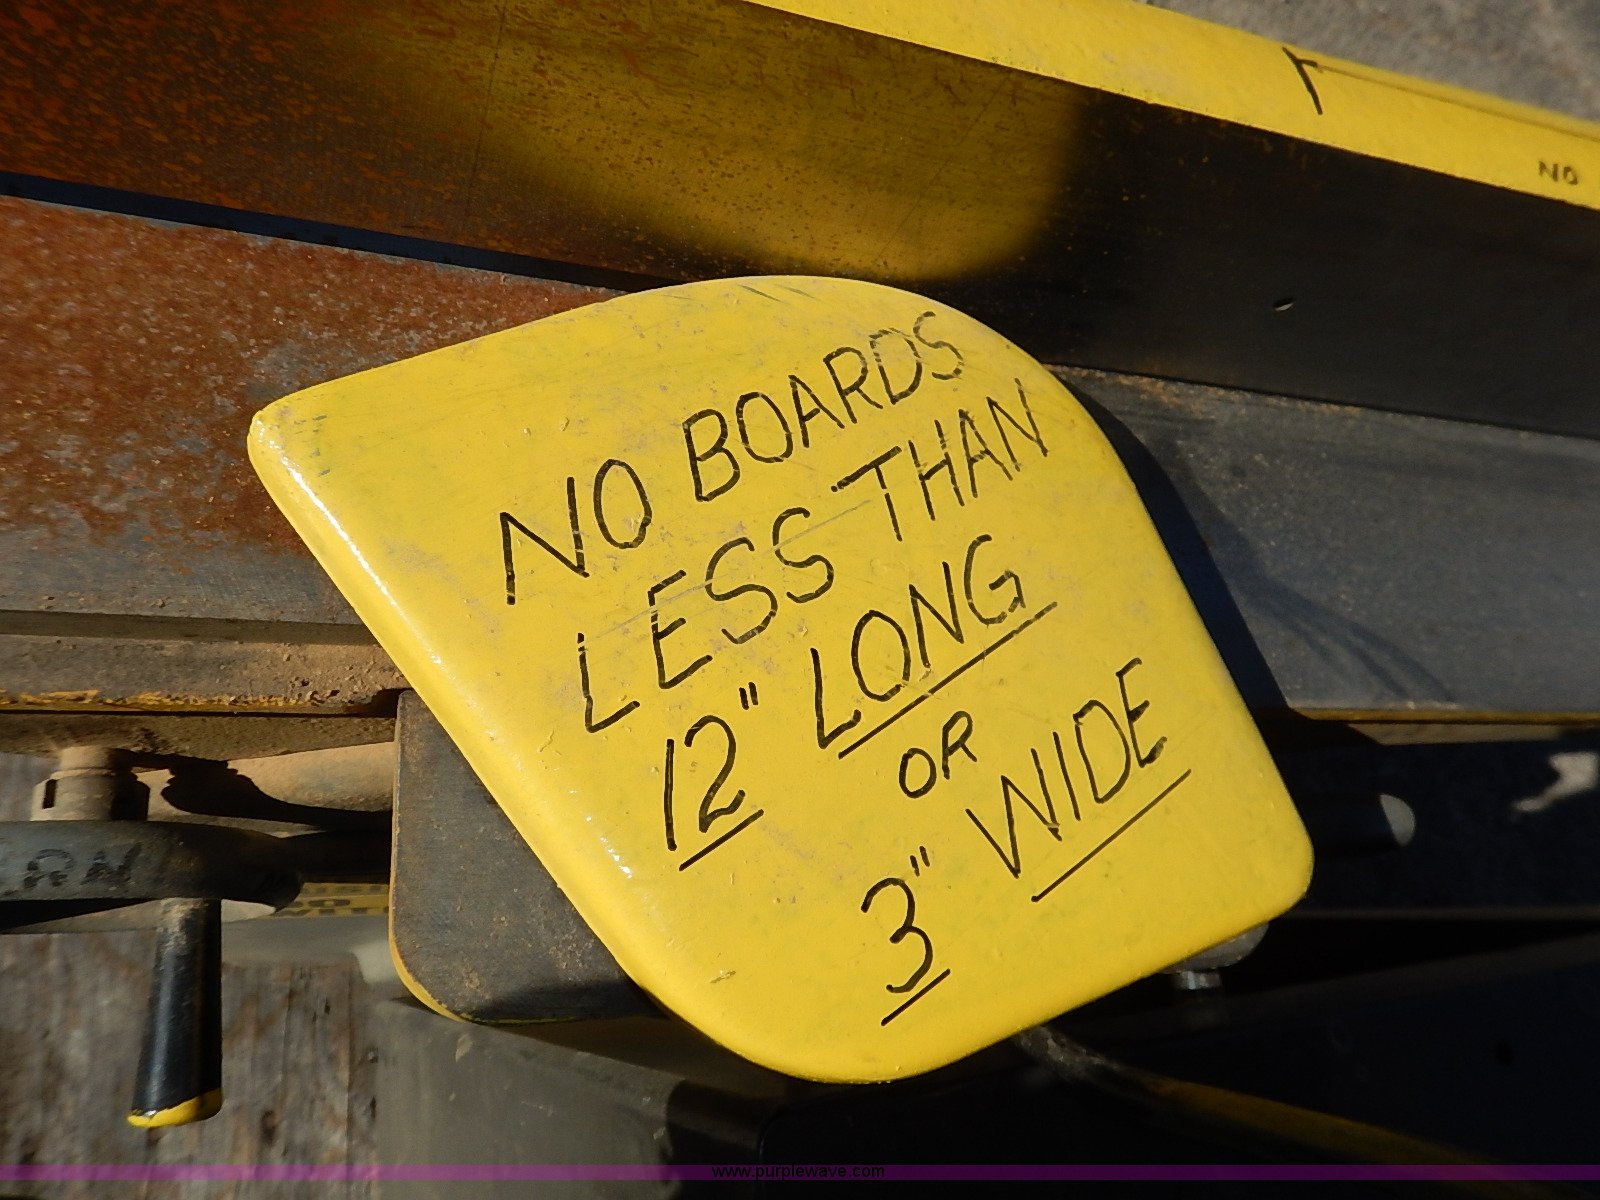 NO
NO BOARDS
LESS THAN
12" LONG
OR
3" WIDE
www.purplewave.com